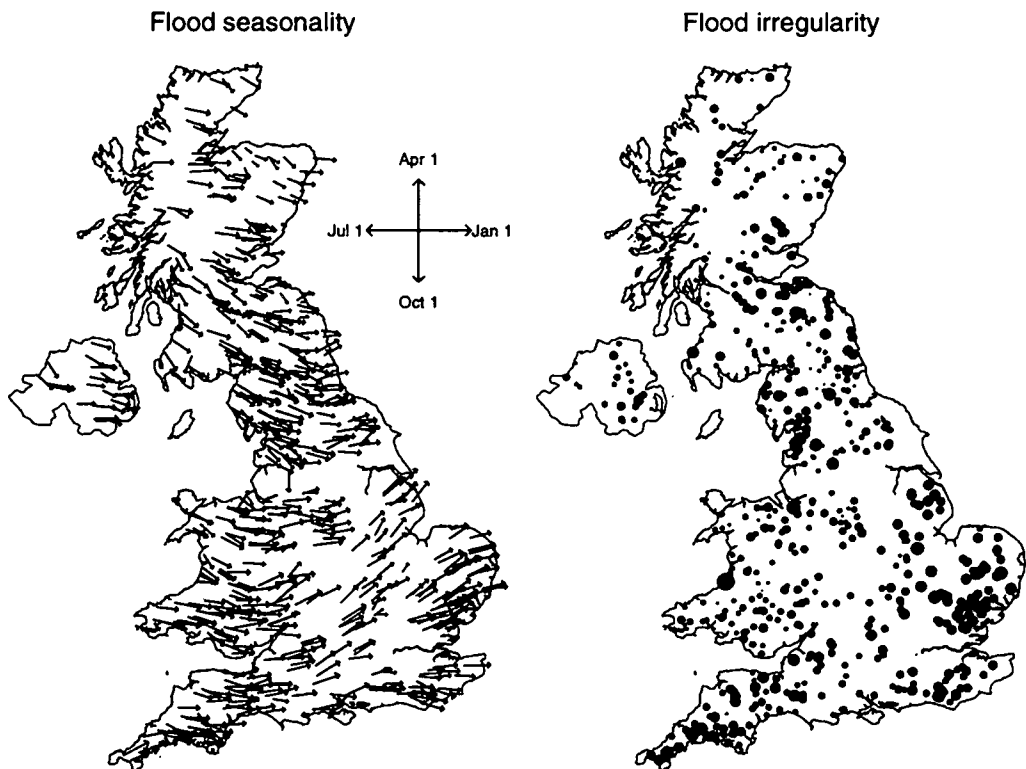 Flood seasonality
Flood irregularity
Apr 1
Jul 1
Jan 1
Oct 1